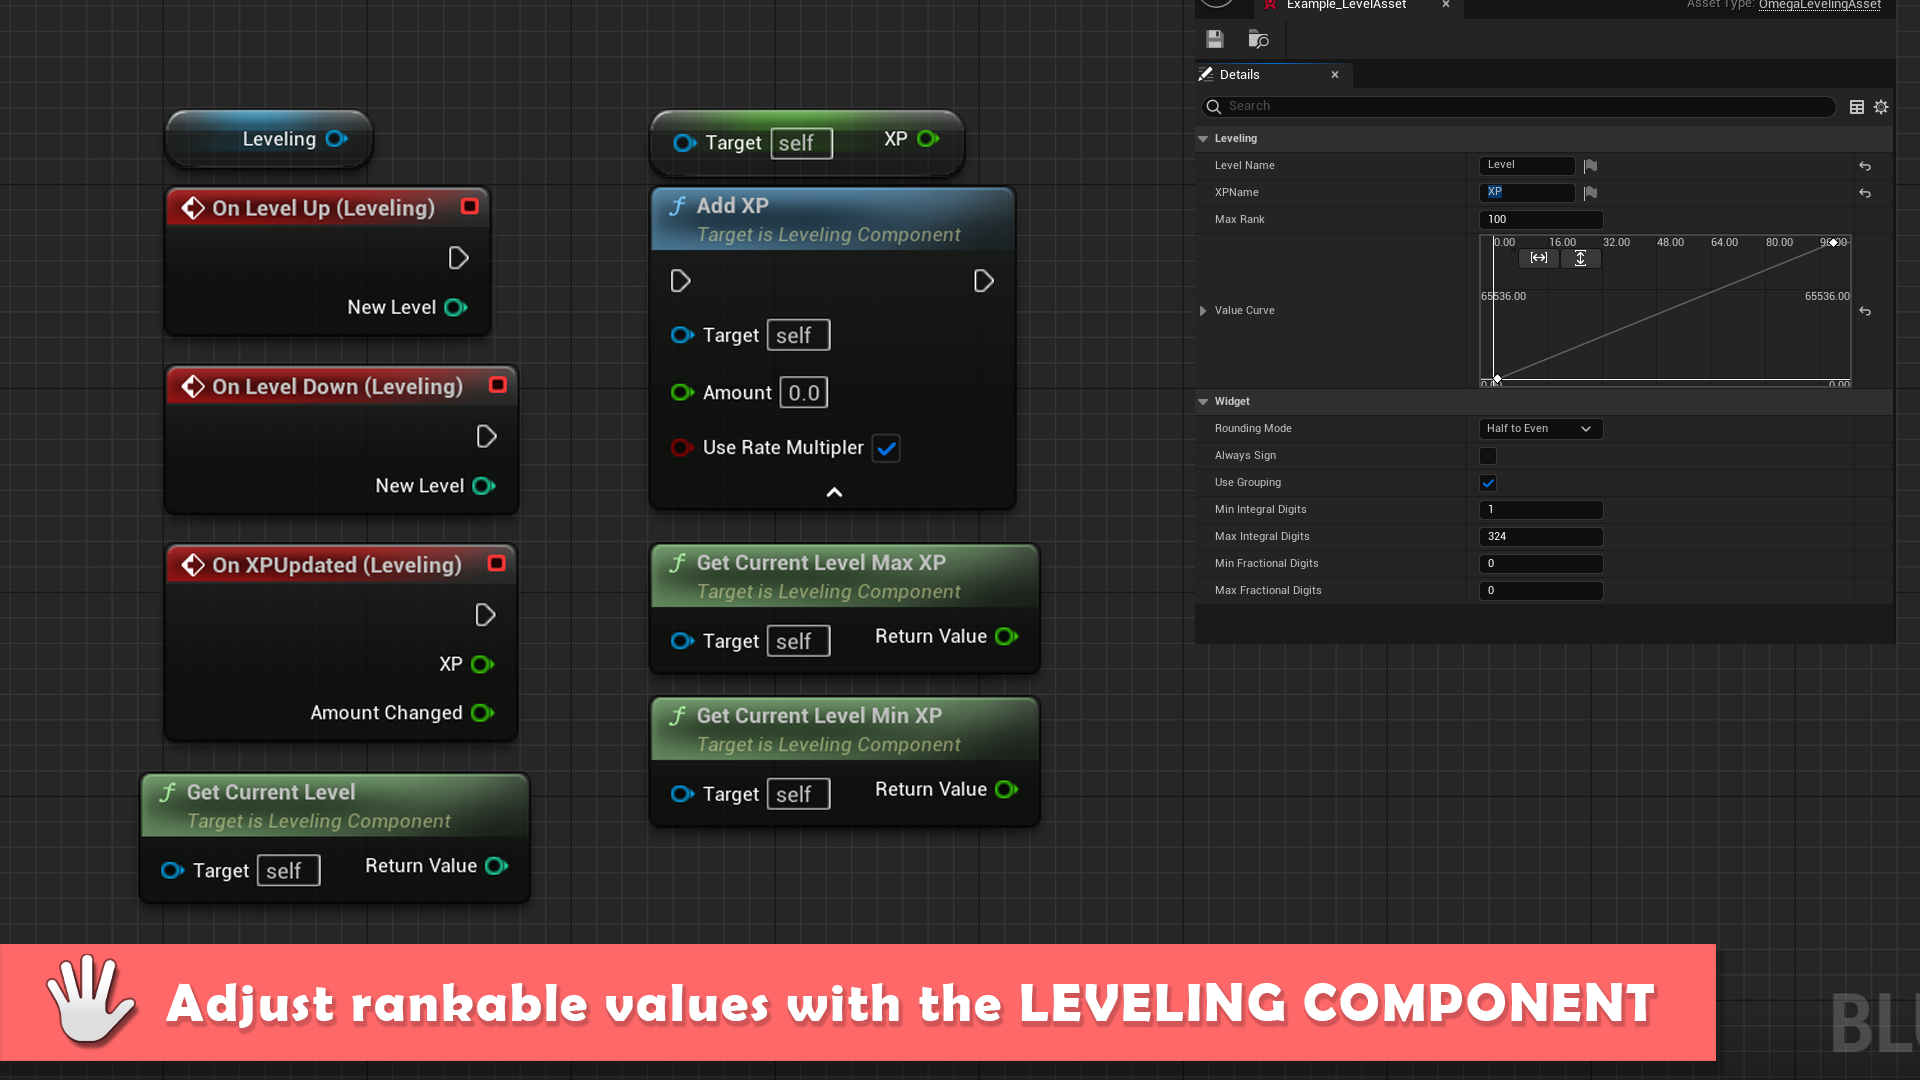 Example_LevelAsset
Asset Type: OmegaLevelingAsset
Details
Search
Leveling
Level Name Level
XPName XP
Max Rank 100
0.00 16.00 32.00 48.00 64.00 80.00
65536.00 65536.00
Value Curve
0.00
Widget
Rounding Mode Half to Even
Always Sign
Use Grouping
Min Integral Digits 1
Max Integral Digits 324
Min Fractional Digits 0
Max Fractional Digits 0
Leveling
On Level Up (Leveling)
New Level
On Level Down (Leveling)
New Level
On XPUpdated (Leveling)
XP
Amount Changed
Get Current Level
Target is Leveling Component
Target self Return Value
Target self XP
Add XP
Target is Leveling Component
Target self
Amount 0.0
Use Rate Multipler
Get Current Level Max XP
Target is Leveling Component
Target self Return Value
Get Current Level Min XP
Target is Leveling Component
Target self Return Value
Adjust rankable values with the LEVELING COMPONENT